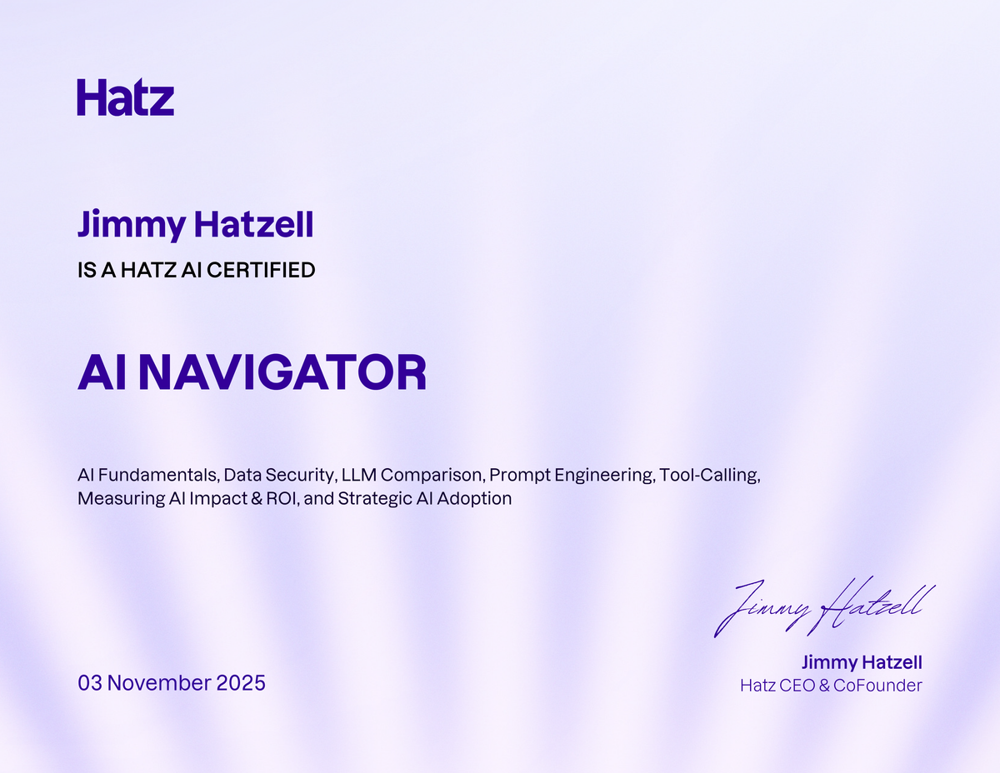 Hatz
Jimmy Hatzell
IS A HATZ AI CERTIFIED
AI NAVIGATOR
AI Fundamentals, Data Security, LLM Comparison, Prompt Engineering, Tool-Calling,
Measuring AI Impact & ROI, and Strategic AI Adoption
Jimmy Hatzell
Jimmy Hatzell
Hatz CEO & CoFounder
03 November 2025